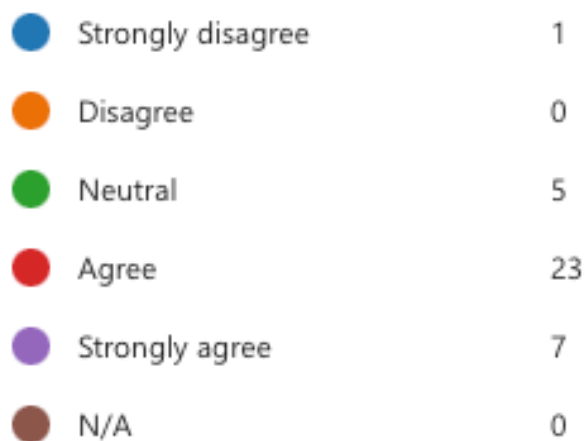 Strongly disagree 1
Disagree 0
Neutral 5
Agree 23
Strongly agree 7
N/A 0